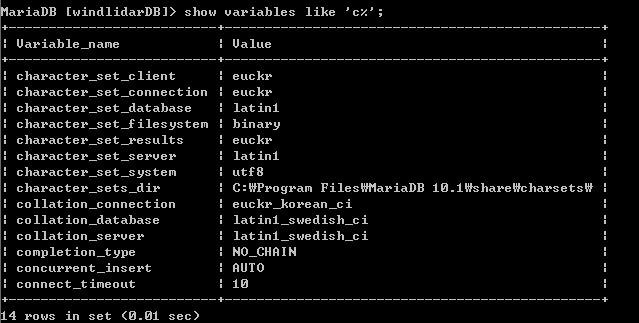 MariaDB [windlidarDB]> show variables like 'c%';
+--------------------------+-----------------------------------------------+
¦ Variable_name            ¦ Value                                         ¦
+--------------------------+-----------------------------------------------+
¦ character_set_client     ¦ euckr                                         ¦
¦ character_set_connection ¦ euckr                                         ¦
¦ character_set_database   ¦ latin1                                        ¦
¦ character_set_filesystem ¦ binary                                        ¦
¦ character_set_results    ¦ euckr                                         ¦
¦ character_set_server     ¦ latin1                                        ¦
¦ character_set_system     ¦ utf8                                          ¦
¦ character_sets_dir       ¦ C:₩Program Files₩MariaDB 10.1₩share₩charsets₩ ¦
¦ collation_connection     ¦ euckr_korean_ci                               ¦
¦ collation_database       ¦ latin1_swedish_ci                             ¦
¦ collation_server         ¦ latin1_swedish_ci                             ¦
¦ completion_type          ¦ NO_CHAIN                                      ¦
¦ concurrent_insert        ¦ AUTO                                          ¦
¦ connect_timeout          ¦ 10                                            ¦
+--------------------------+-----------------------------------------------+
14 rows in set (0.01 sec)